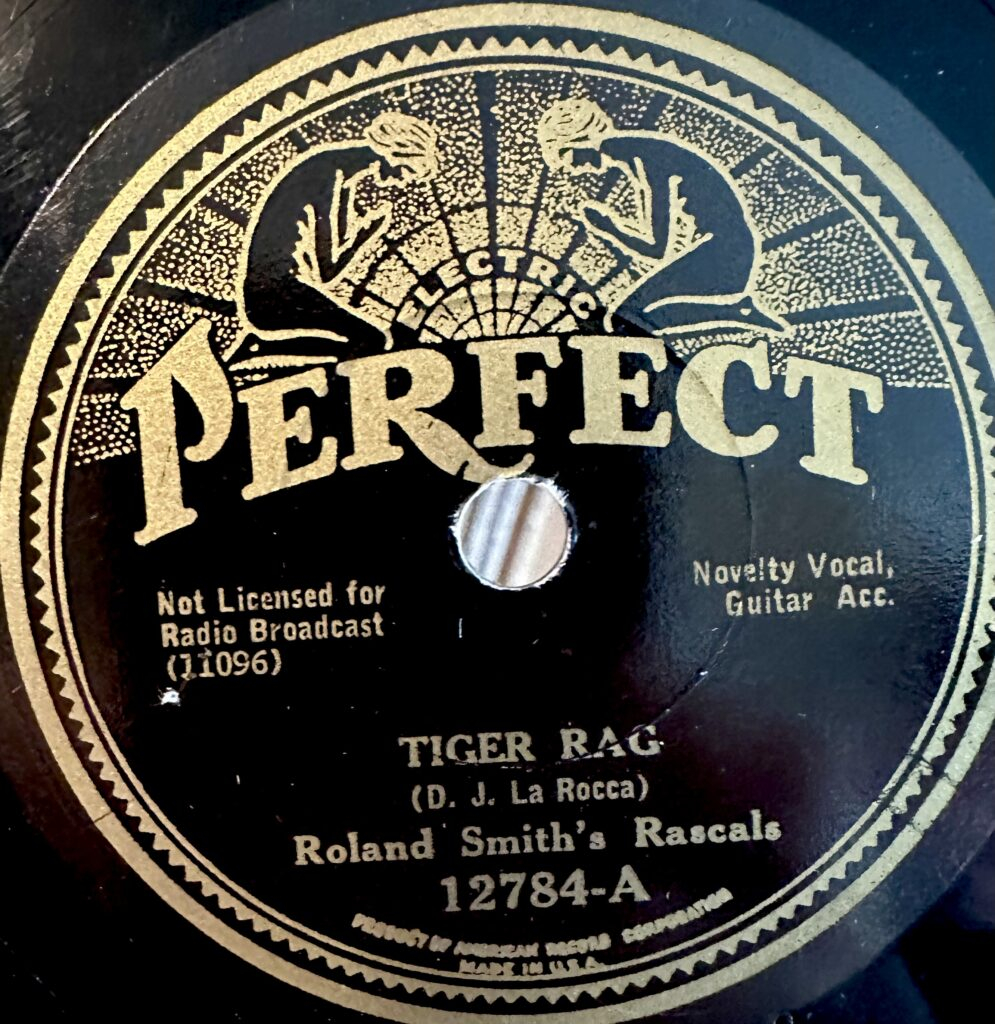 ELECTRIC
PERFECT
Not Licensed for
Radio Broadcast
(11096)
Novelty Vocal,
Guitar Acc.
TIGER RAG
(D. J. La Rocca)
Roland Smith's Rascals
12784-A
PRODUCT OF AMERICAN RECORD CORPORATION
MADE IN U.S.A.